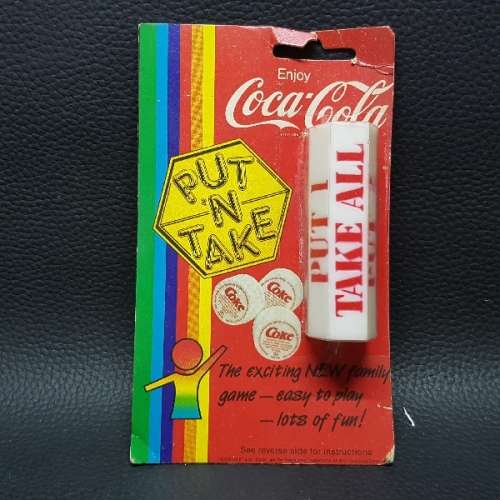 Enjoy
Coca-Cola
PUT
'N
TAKE
PUT 1
TAKE ALL
Coke
Coke
Coke
The exciting NEW family
game – easy to play
– lots of fun!
See reverse side for instructions